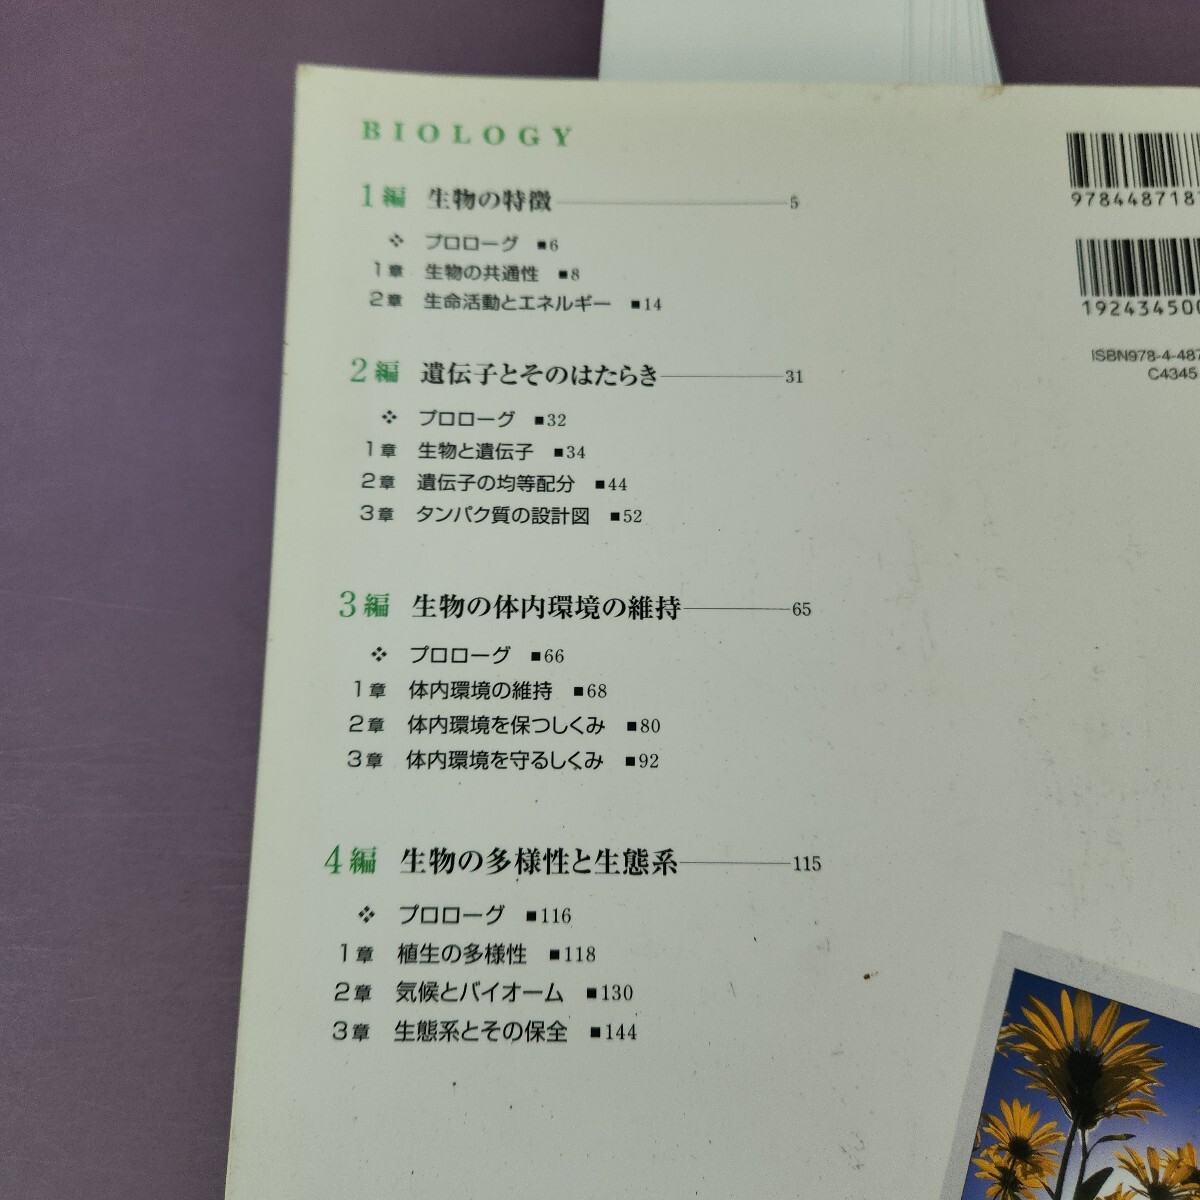 BIOLOGY
1編 生物の特徴 5
❖ プロローグ ■6
1章 生物の共通性 ■8
2章 生命活動とエネルギー ■14
2編 遺伝子とそのはたらき 31
❖ プロローグ ■32
1章 生物と遺伝子 ■34
2章 遺伝子の均等配分 ■44
3章 タンパク質の設計図 ■52
3編 生物の体内環境の維持 65
❖ プロローグ ■66
1章 体内環境の維持 ■68
2章 体内環境を保つしくみ ■80
3章 体内環境を守るしくみ ■92
4編 生物の多様性と生態系 115
❖ プロローグ ■116
1章 植生の多様性 ■118
2章 気候とバイオーム ■130
3章 生態系とその保全 ■144
978448718
192434500
ISBN978-4-487
C4345